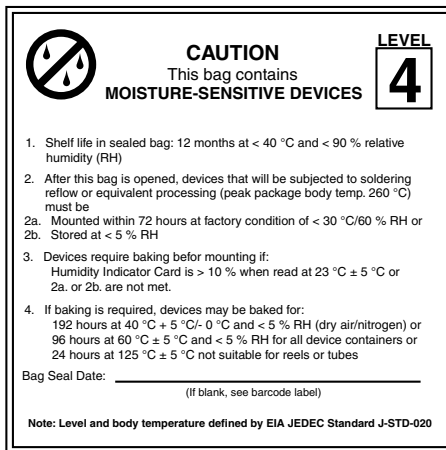 LEVEL
CAUTION
This bag contains
MOISTURE-SENSITIVE DEVICES
4
1. Shelf life in sealed bag: 12 months at < 40 °C and < 90 % relative
humidity (RH)
2. After this bag is opened, devices that will be subjected to soldering
reflow or equivalent processing (peak package body temp. 260 °C)
must be
2a. Mounted within 72 hours at factory condition of < 30 °C/60 % RH or
2b. Stored at < 5 % RH
3. Devices require baking befor mounting if:
Humidity Indicator Card is > 10 % when read at 23 °C ± 5 °C or
2a. or 2b. are not met.
4. If baking is required, devices may be baked for:
192 hours at 40 °C + 5 °C/- 0 °C and < 5 % RH (dry air/nitrogen) or
96 hours at 60 °C ± 5 °C and < 5 % RH for all device containers or
24 hours at 125 °C ± 5 °C not suitable for reels or tubes
Bag Seal Date:
(If blank, see barcode label)
Note: Level and body temperature defined by EIA JEDEC Standard J-STD-020